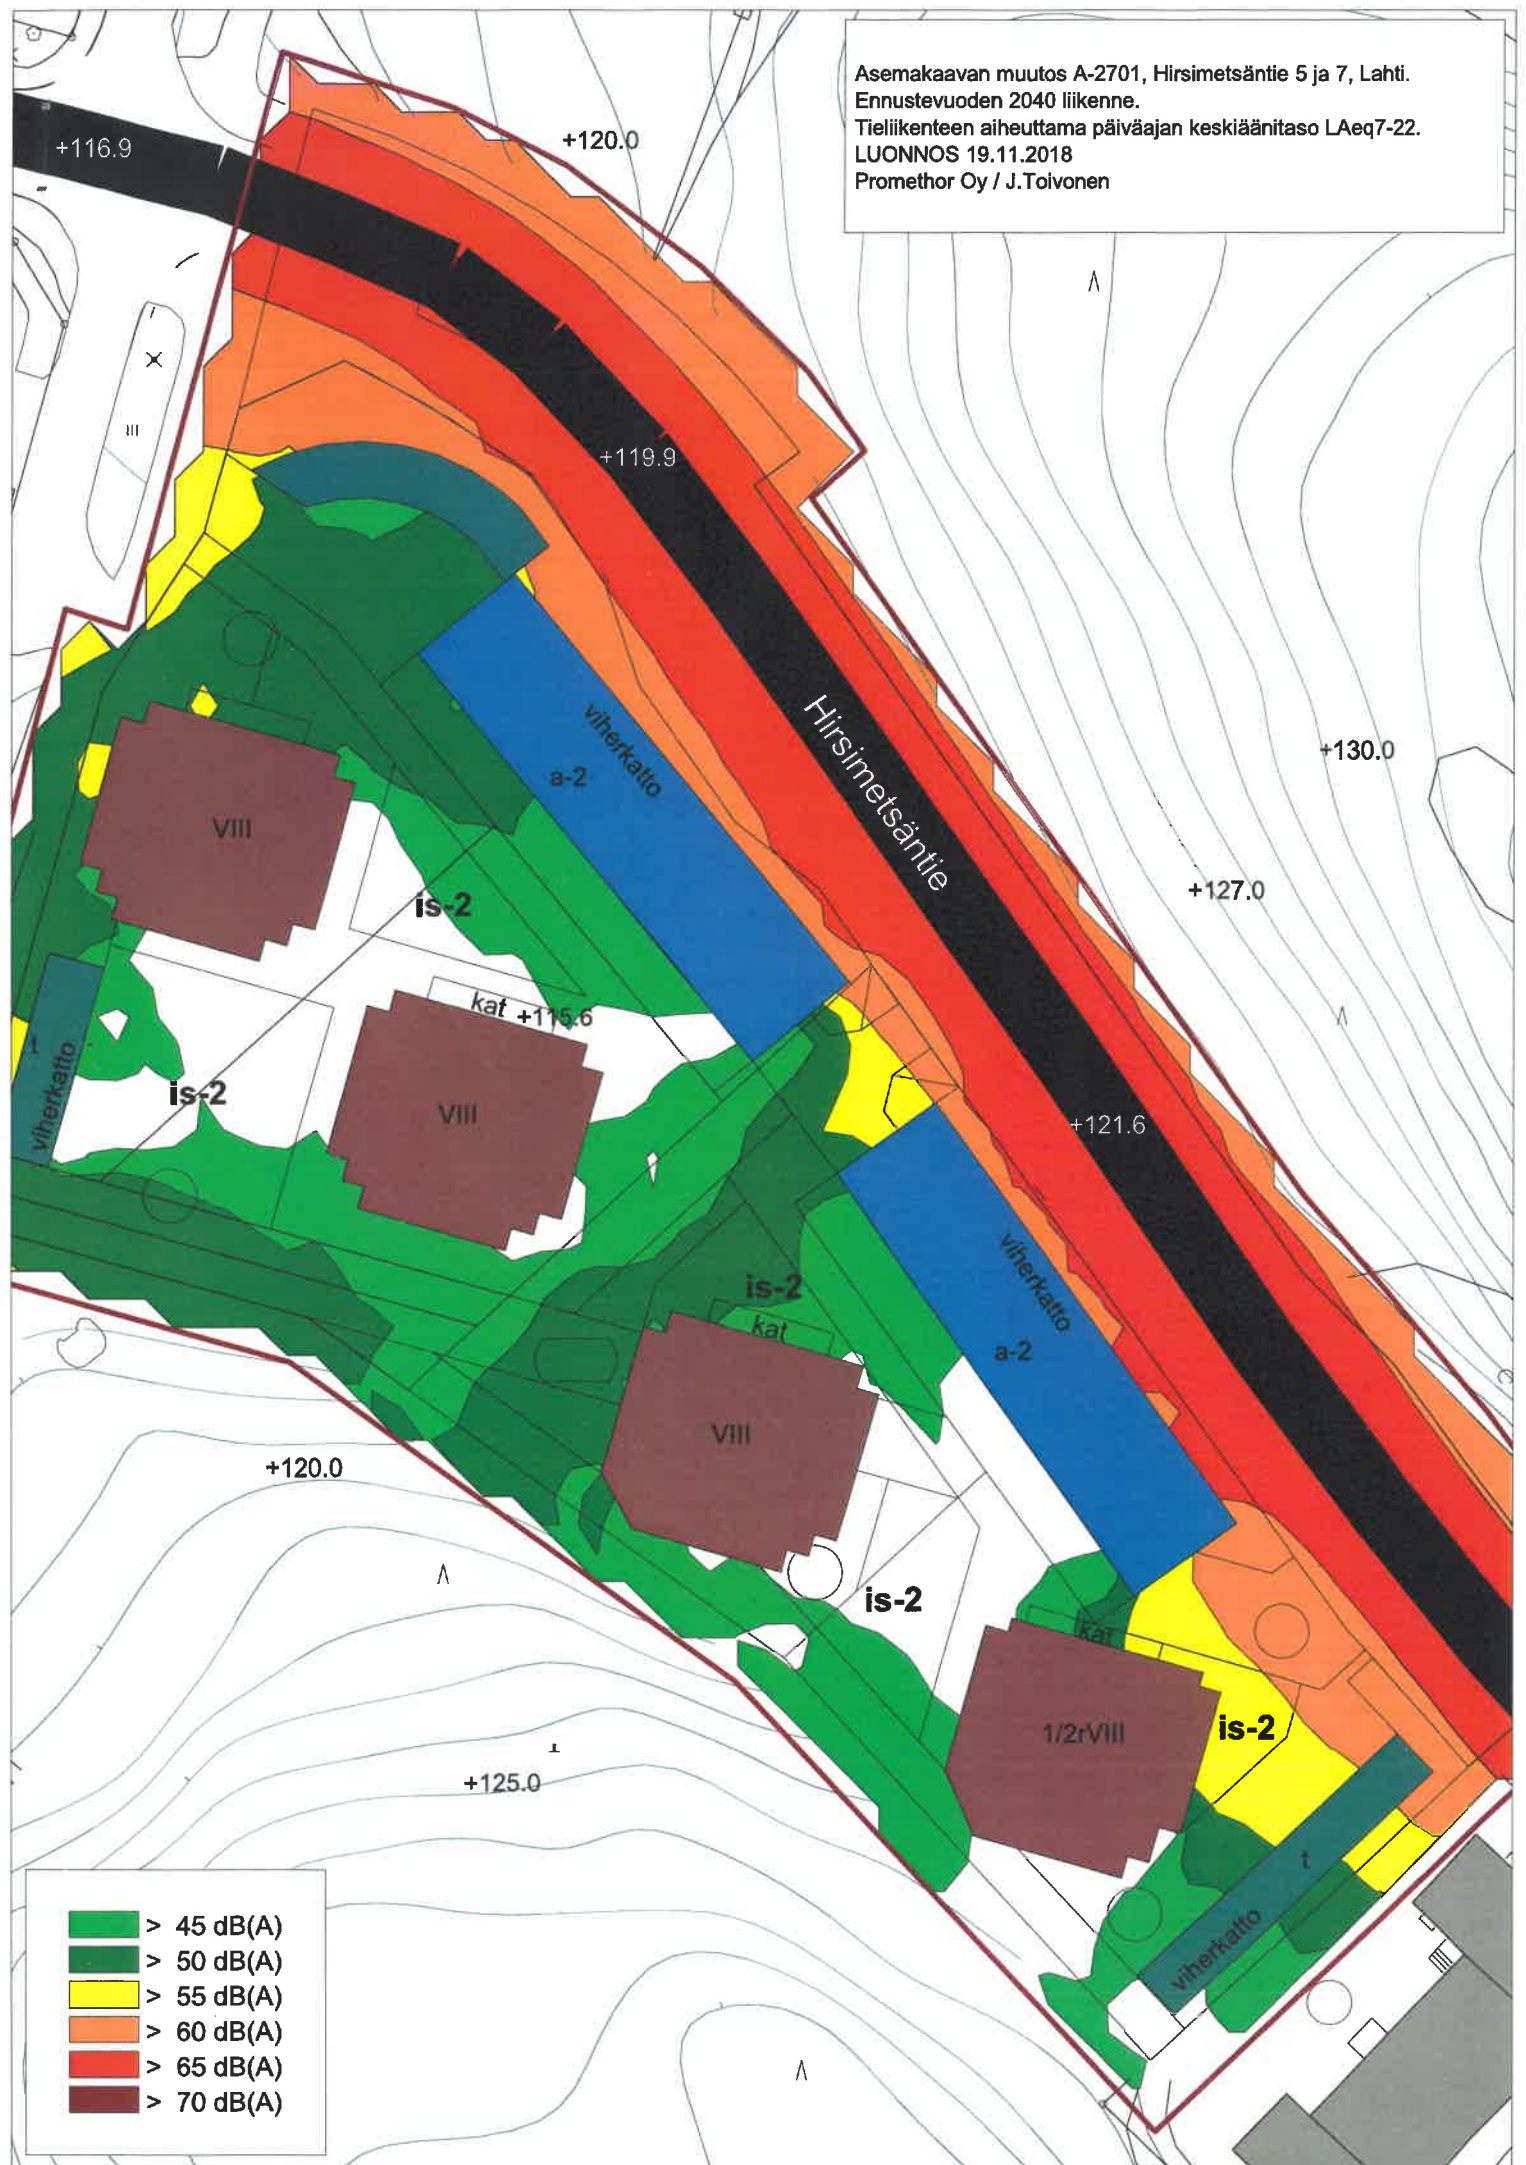 Asemakaavan muutos A-2701, Hirsimetsäntie 5 ja 7, Lahti.
Ennustevuoden 2040 liikenne.
Tieliikenteen aiheuttama päiväajan keskiäänitaso LAeq7-22.
LUONNOS 19.11.2018
Promethor Oy / J.Toivonen
+116.9
+120.0
III
+119.9
Hirsimetsäntie
viherkatto
a-2
+130.0
VIII
+127.0
is-2
kat
+115.6
t
viherkatto
is-2
VIII
+121.6
viherkatto
is-2
kat
a-2
VIII
+120.0
is-2
kat
1/2rVIII
is-2
+125.0
t
viherkatto
> 45 dB(A)
> 50 dB(A)
> 55 dB(A)
> 60 dB(A)
> 65 dB(A)
> 70 dB(A)